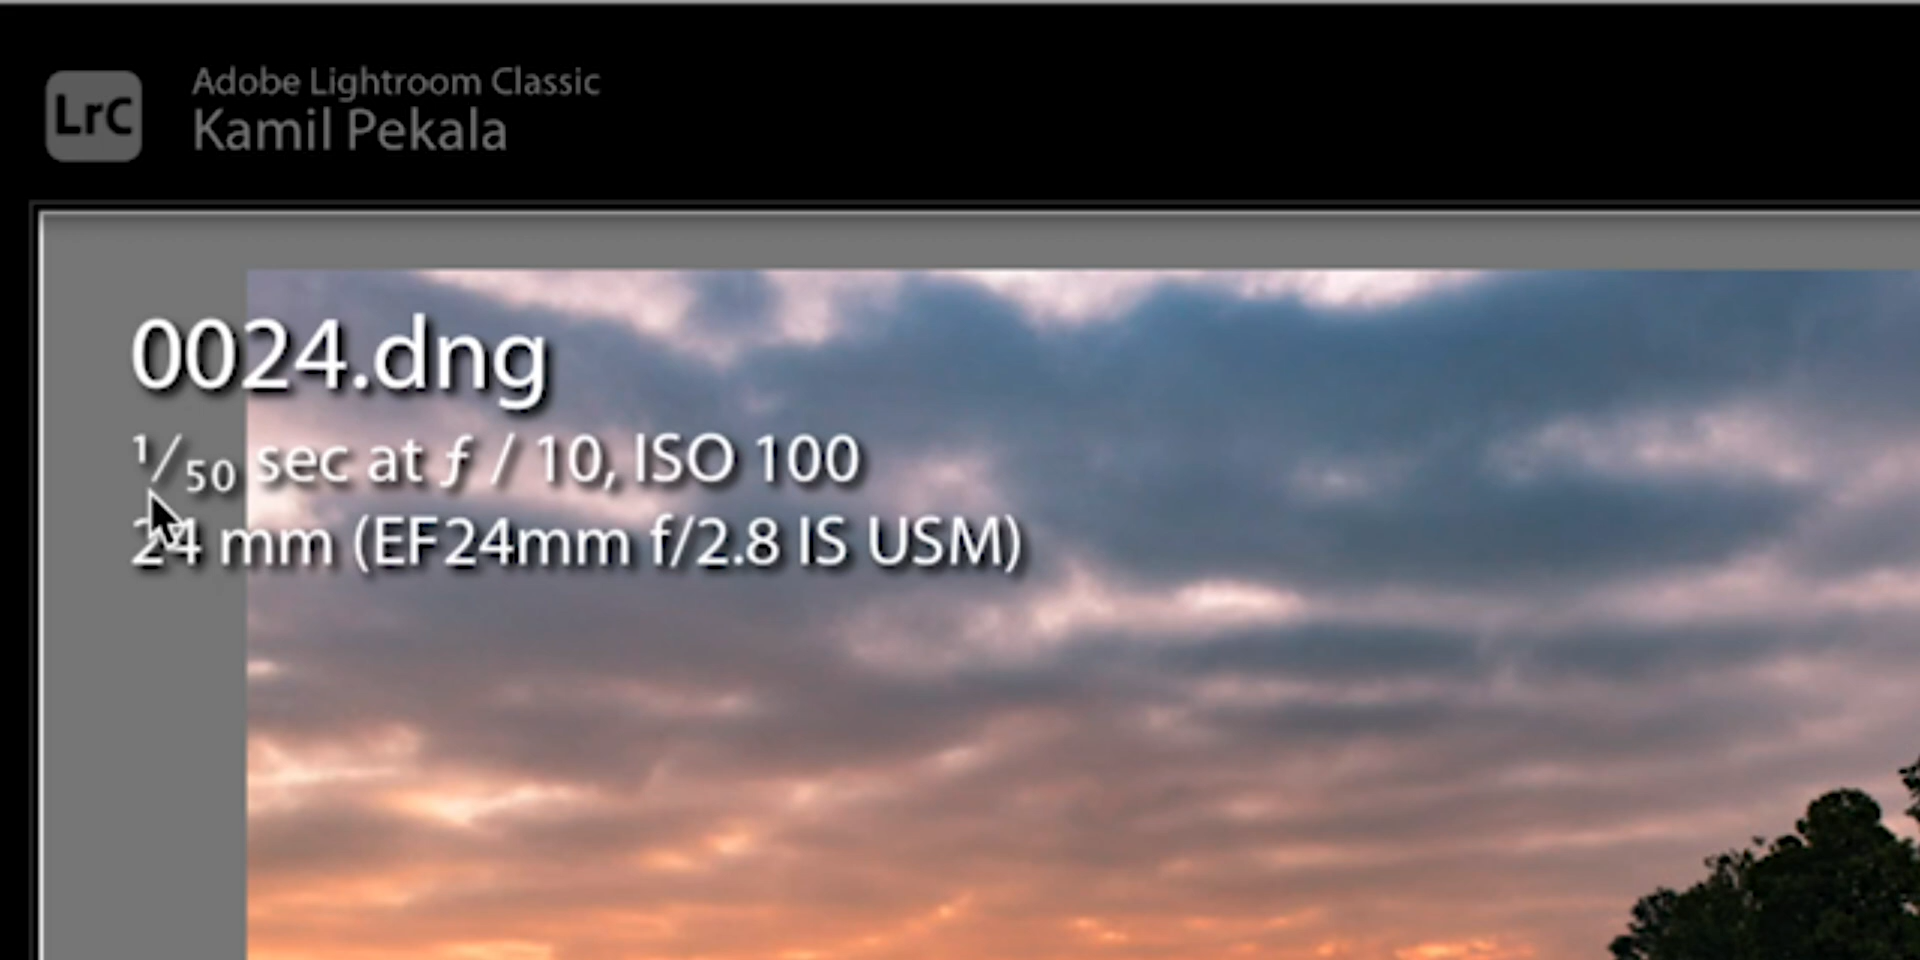 LrC
Adobe Lightroom Classic
Kamil Pekala
0024.dng
1/50 sec at ƒ / 10, ISO 100
24 mm (EF24mm f/2.8 IS USM)